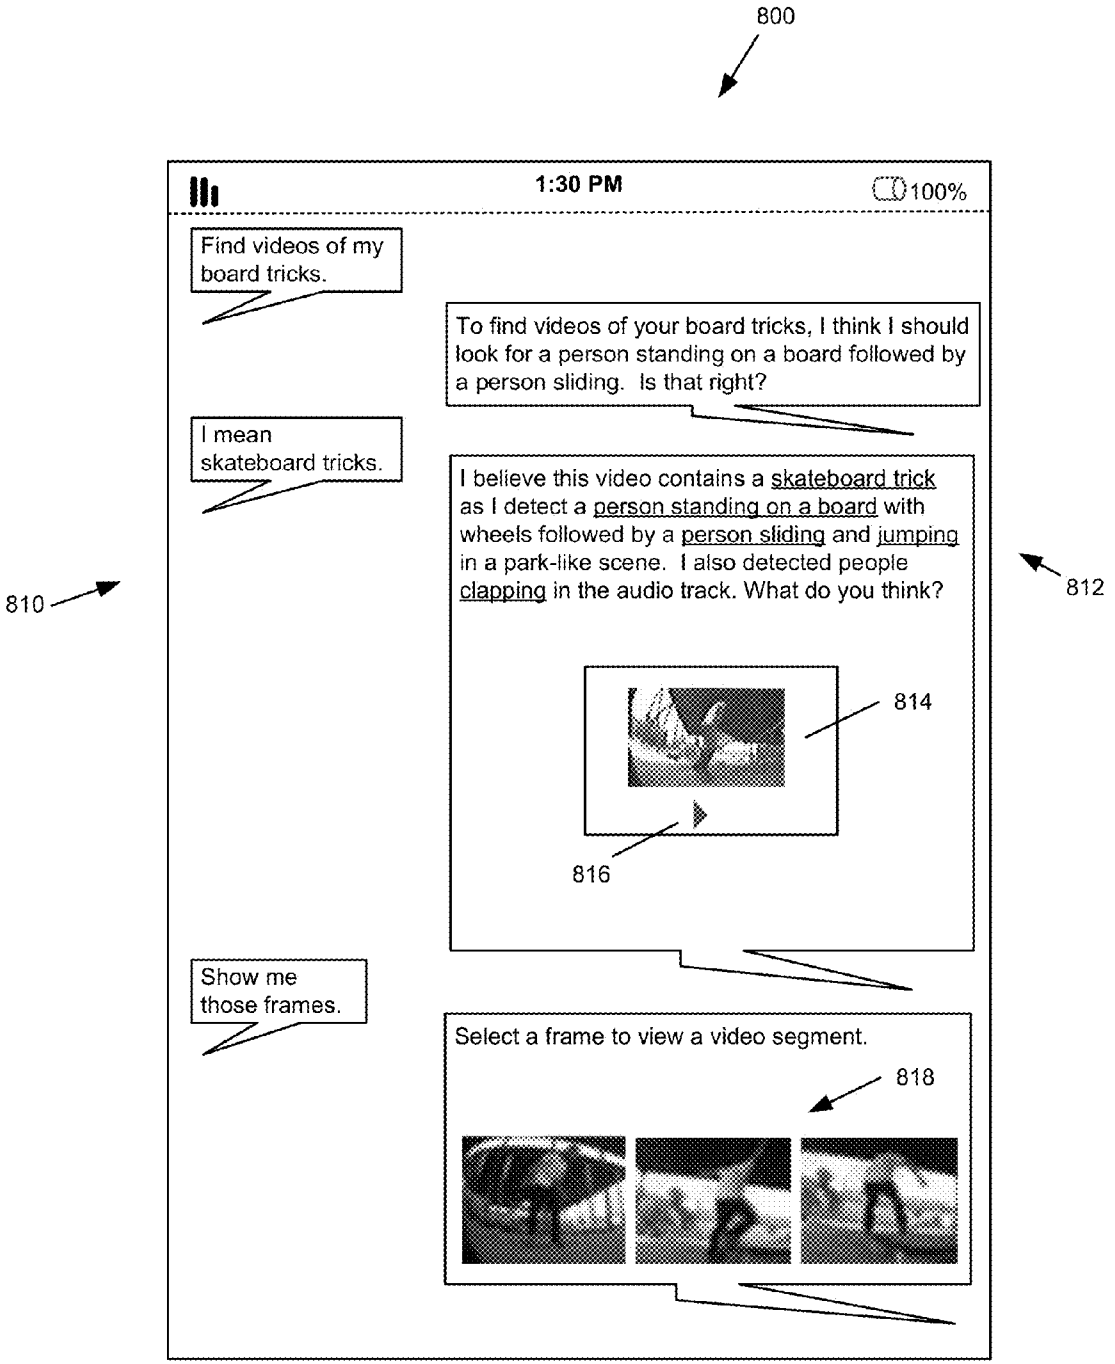 800
1:30 PM
100%
Find videos of my
board tricks.
To find videos of your board tricks, I think I should
look for a person standing on a board followed by
a person sliding.  Is that right?
I mean
skateboard tricks.
I believe this video contains a skateboard trick
as I detect a person standing on a board with
wheels followed by a person sliding and jumping
in a park-like scene.  I also detected people
clapping in the audio track. What do you think?
810
812
814
816
Show me
those frames.
Select a frame to view a video segment.
818